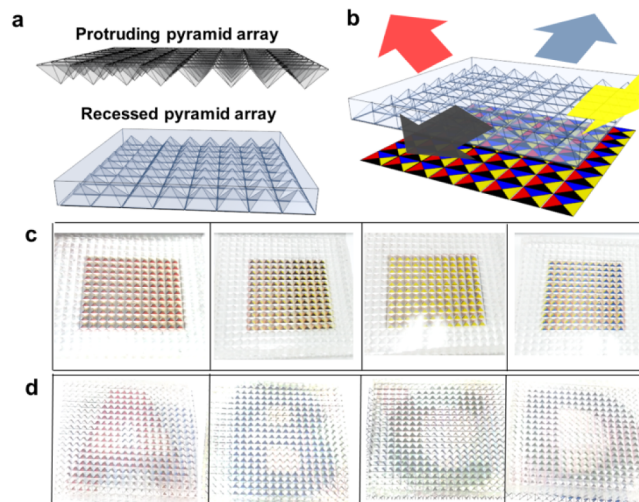 a
Protruding pyramid array
Recessed pyramid array
b
c
d
A B C D